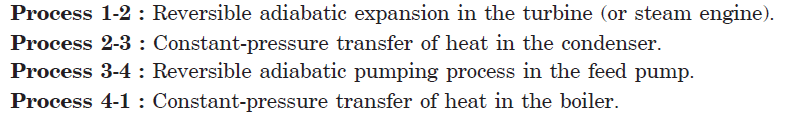 Process 1-2 : Reversible adiabatic expansion in the turbine (or steam engine).
Process 2-3 : Constant-pressure transfer of heat in the condenser.
Process 3-4 : Reversible adiabatic pumping process in the feed pump.
Process 4-1 : Constant-pressure transfer of heat in the boiler.